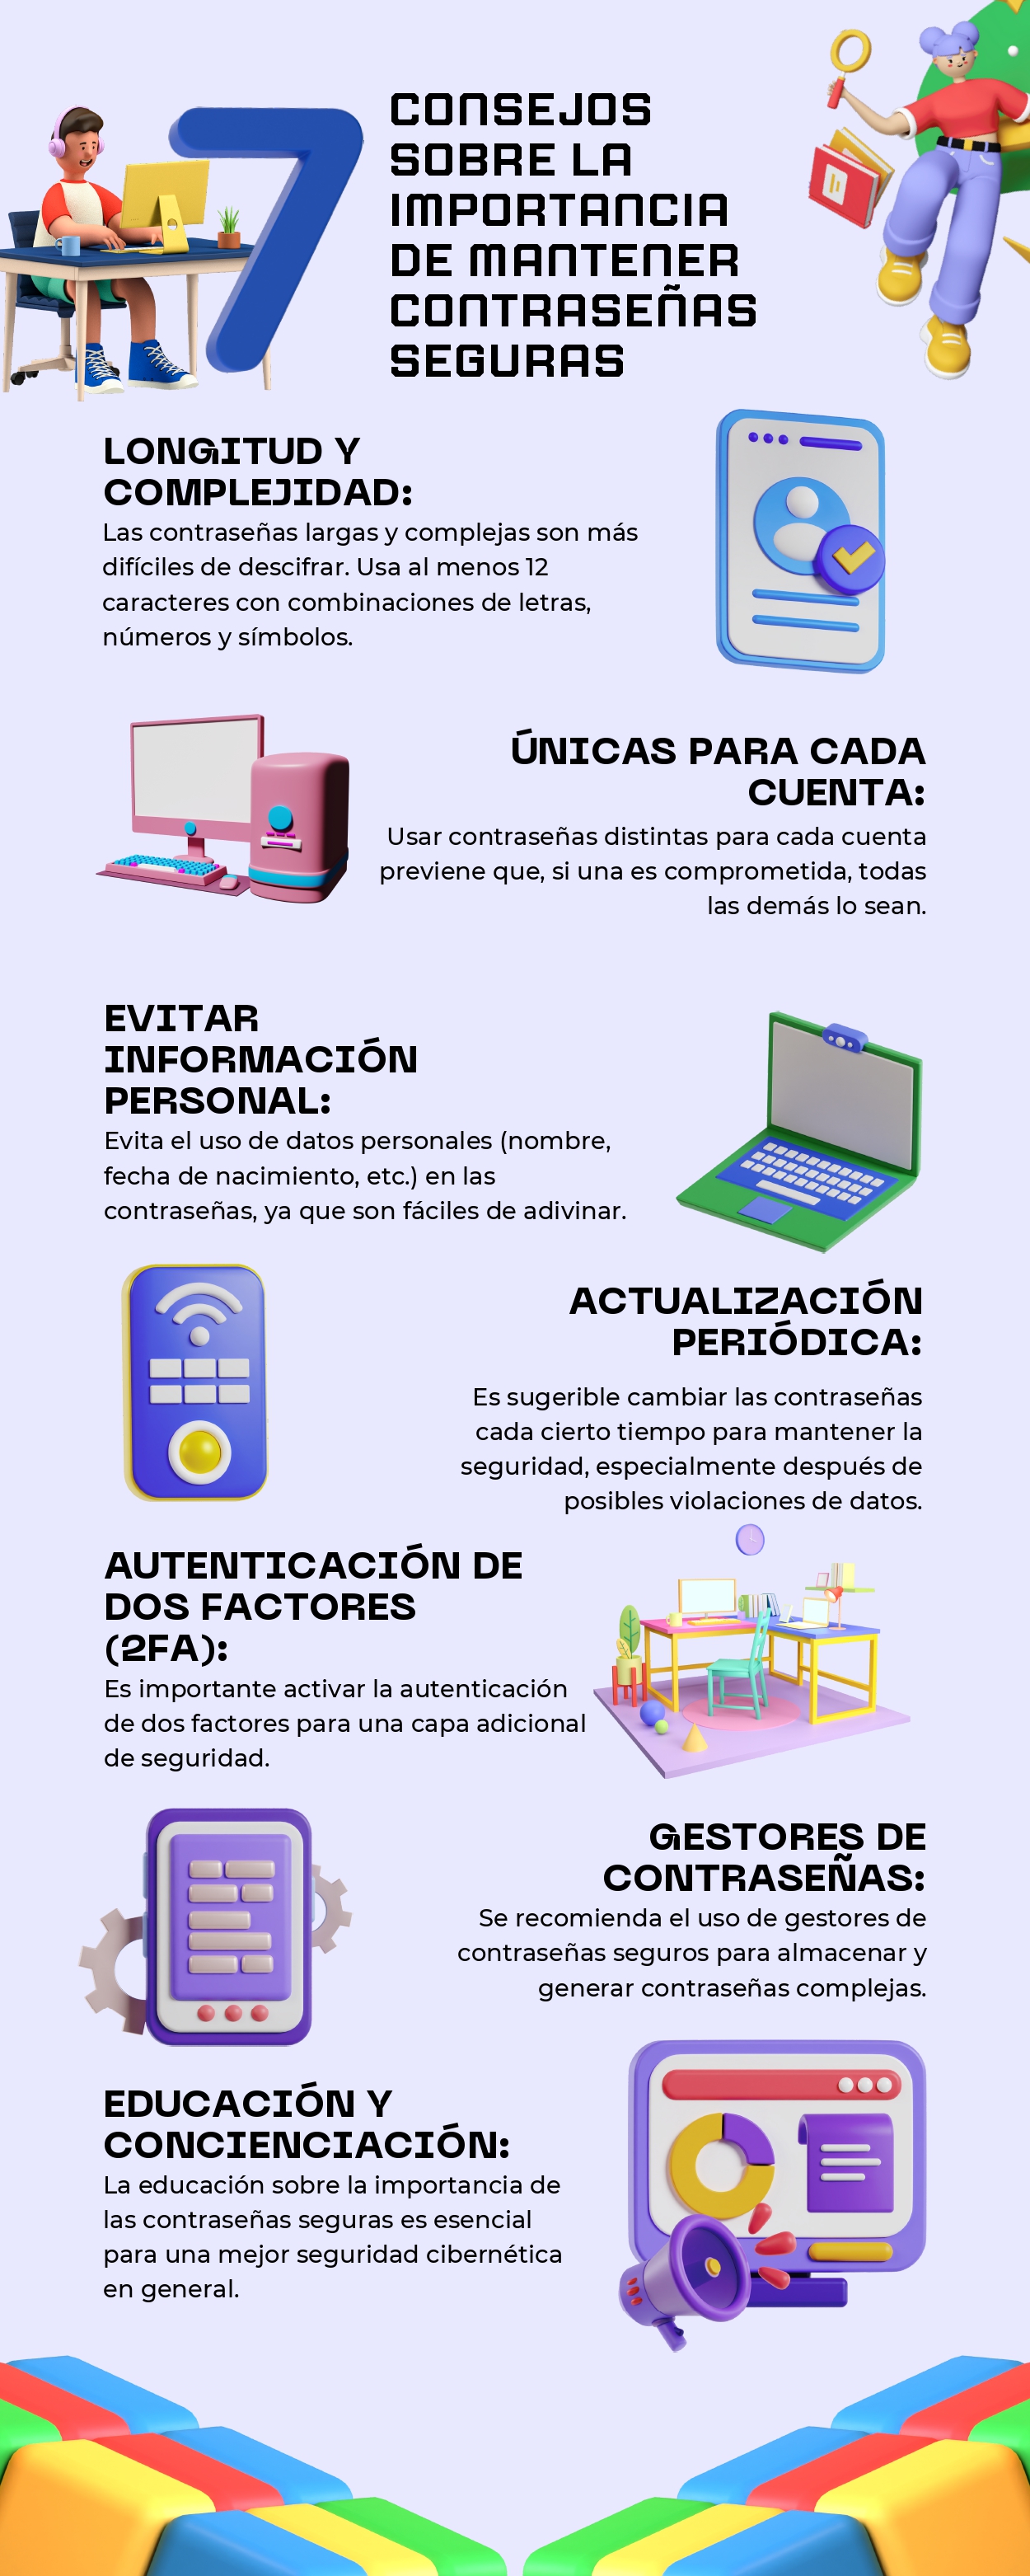 7
CONSEJOS
SOBRE LA
IMPORTANCIA
DE MANTENER
CONTRASEÑAS
SEGURAS
LONGITUD Y
COMPLEJIDAD:
Las contraseñas largas y complejas son más
difíciles de descifrar. Usa al menos 12
caracteres con combinaciones de letras,
números y símbolos.
ÚNICAS PARA CADA
CUENTA:
Usar contraseñas distintas para cada cuenta
previene que, si una es comprometida, todas
las demás lo sean.
EVITAR
INFORMACIÓN
PERSONAL:
Evita el uso de datos personales (nombre,
fecha de nacimiento, etc.) en las
contraseñas, ya que son fáciles de adivinar.
ACTUALIZACIÓN
PERIÓDICA:
Es sugerible cambiar las contraseñas
cada cierto tiempo para mantener la
seguridad, especialmente después de
posibles violaciones de datos.
AUTENTICACIÓN DE
DOS FACTORES
(2FA):
Es importante activar la autenticación
de dos factores para una capa adicional
de seguridad.
GESTORES DE
CONTRASEÑAS:
Se recomienda el uso de gestores de
contraseñas seguros para almacenar y
generar contraseñas complejas.
EDUCACIÓN Y
CONCIENCIACIÓN:
La educación sobre la importancia de
las contraseñas seguras es esencial
para una mejor seguridad cibernética
en general.